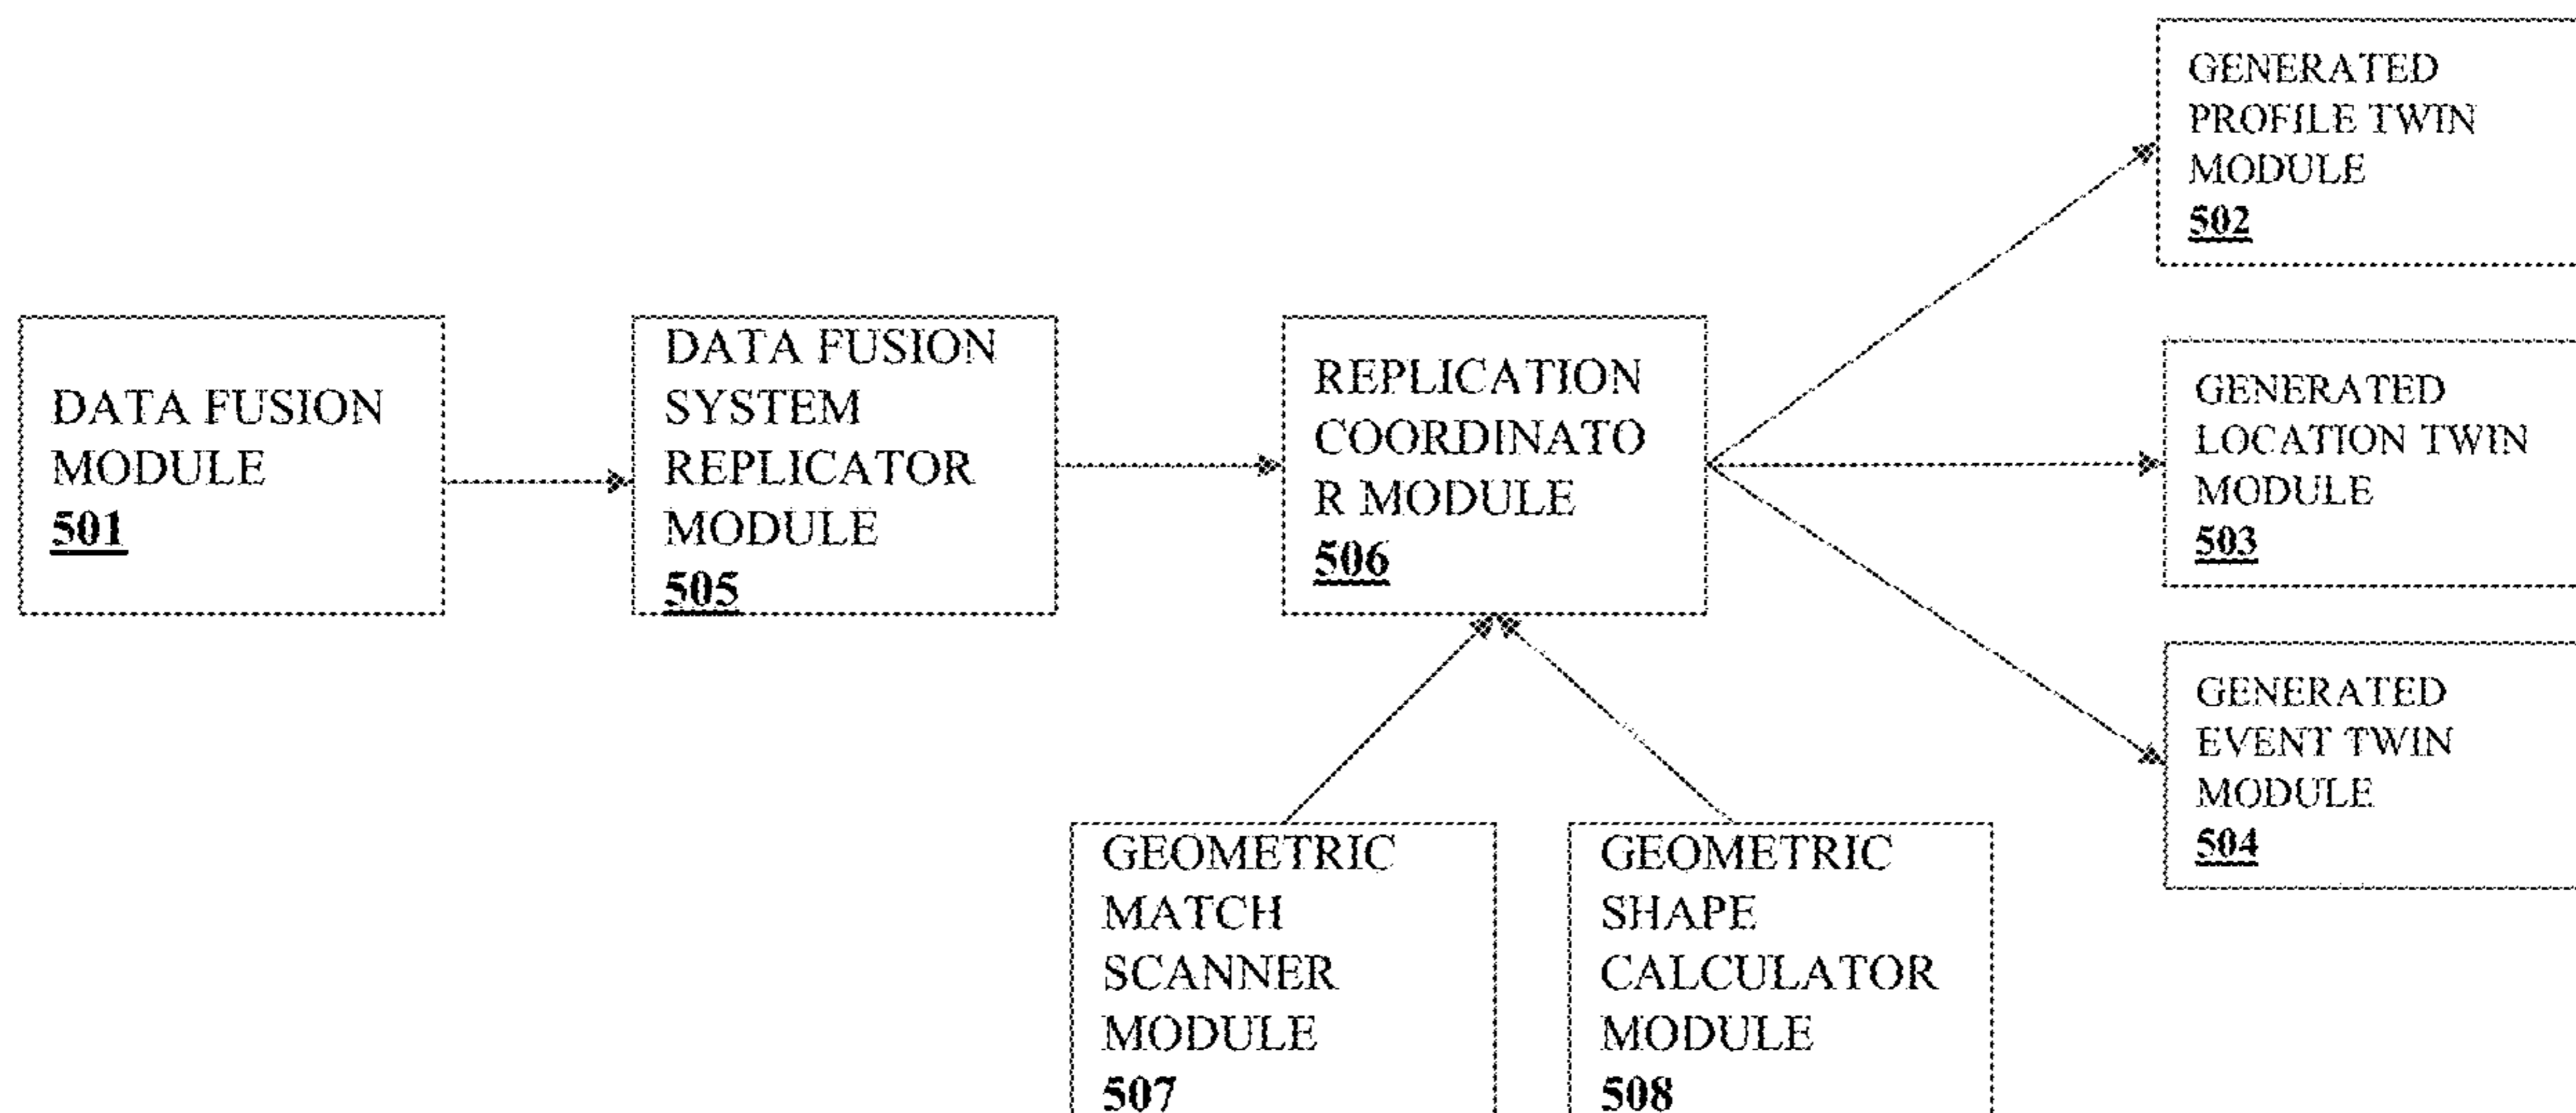 DATA FUSION
MODULE
501
DATA FUSION
SYSTEM
REPLICATOR
MODULE
505
REPLICATION
COORDINATO
R MODULE
506
GENERATED
PROFILE TWIN
MODULE
502
GENERATED
LOCATION TWIN
MODULE
503
GENERATED
EVENT TWIN
MODULE
504
GEOMETRIC
MATCH
SCANNER
MODULE
507
GEOMETRIC
SHAPE
CALCULATOR
MODULE
508